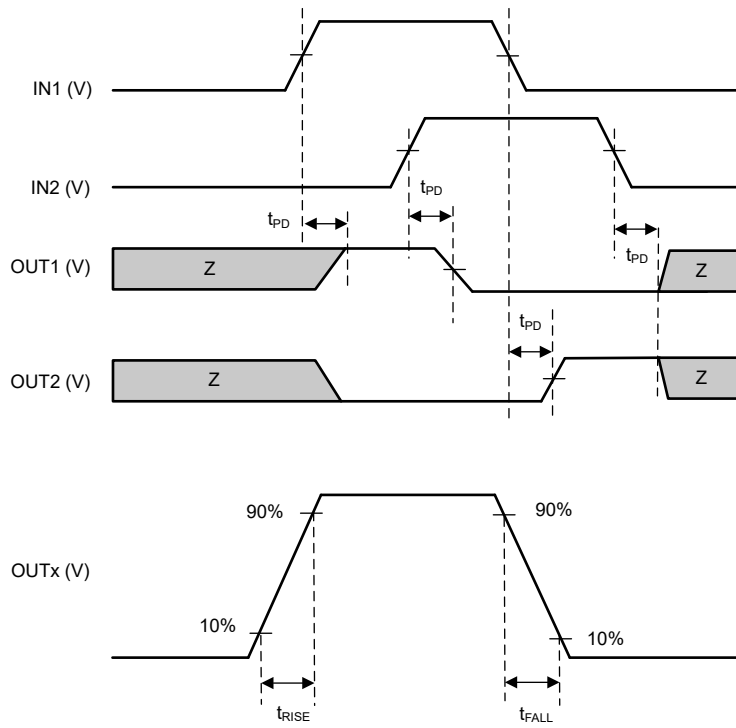 IN1 (V)
IN2 (V)
tPD
tPD
OUT1 (V)
Z
tPD
Z
tPD
OUT2 (V)
Z
Z
90%
90%
OUTx (V)
10%
10%
tRISE
tFALL